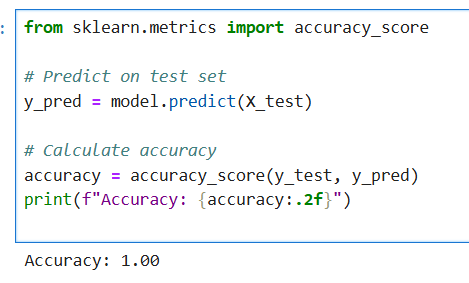 :
from sklearn.metrics import accuracy_score
# Predict on test set
y_pred = model.predict(X_test)
# Calculate accuracy
accuracy = accuracy_score(y_test, y_pred)
print(f"Accuracy: {accuracy:.2f}")
Accuracy: 1.00